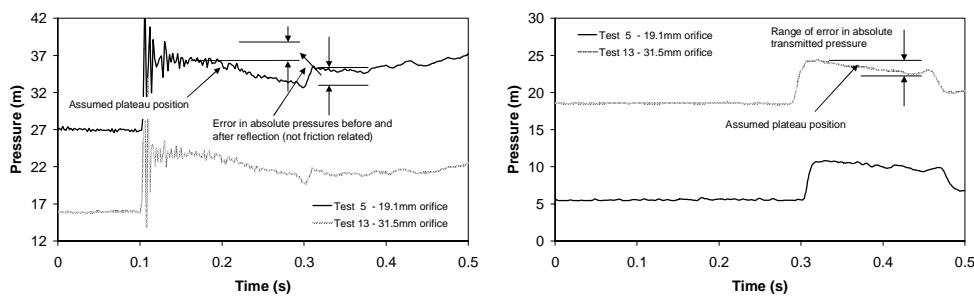 42
37
32
27
22
17
12
Pressure (m)
Assumed plateau position
Error in absolute pressures before and
after reflection (not friction related)
Test 5 - 19.1mm orifice
Test 13 - 31.5mm orifice
0
0.1
0.2
0.3
0.4
0.5
Time (s)
30
25
20
15
10
5
0
Pressure (m)
Test 5 - 19.1mm orifice
Test 13 - 31.5mm orifice
Range of error in absolute
transmitted pressure
Assumed plateau position
0
0.1
0.2
0.3
0.4
0.5
Time (s)